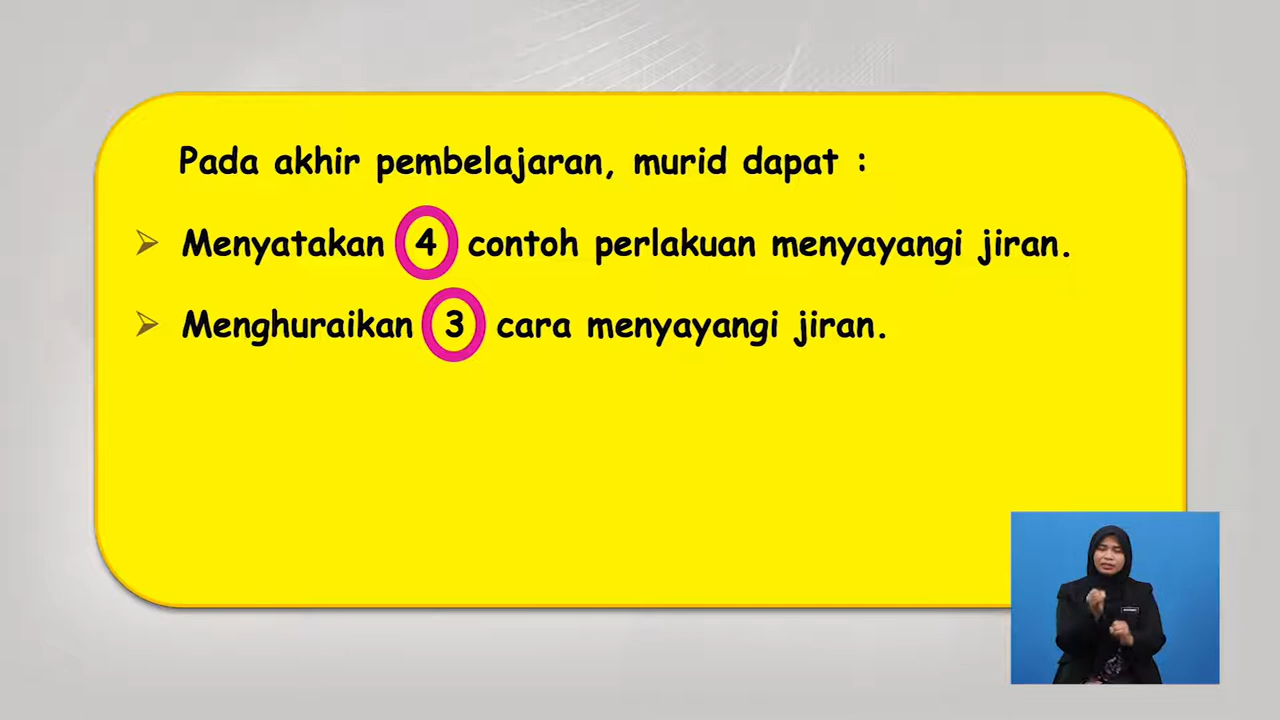 Pada akhir pembelajaran, murid dapat :
Menyatakan 4 contoh perlakuan menyayangi jiran.
Menghuraikan 3 cara menyayangi jiran.